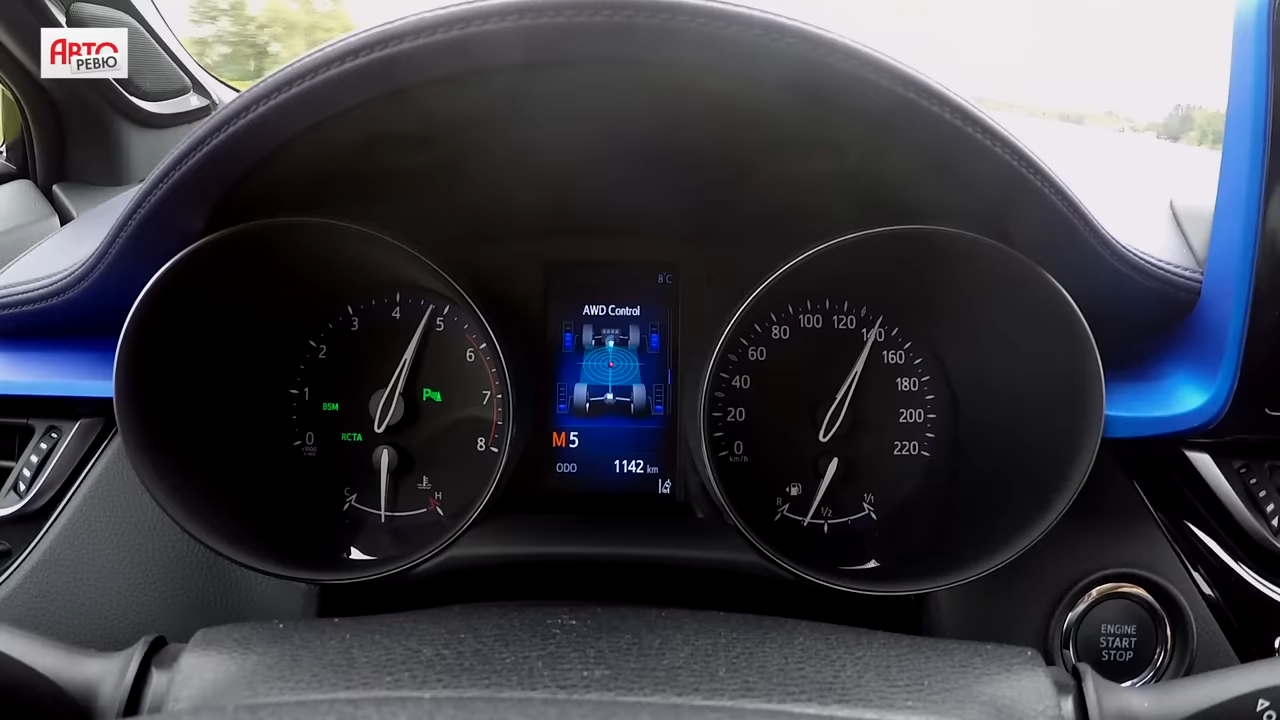 АВТО
РЕВЮ
8°C
AWD Control
M 5
ODO 1142 km
0
1
2
3
4
5
6
7
8
BSM
RCTA
P
C
H
0
20
40
60
80
100
120
140
160
180
200
220
km/h
R
1/2
1/1
ENGINE
START
STOP